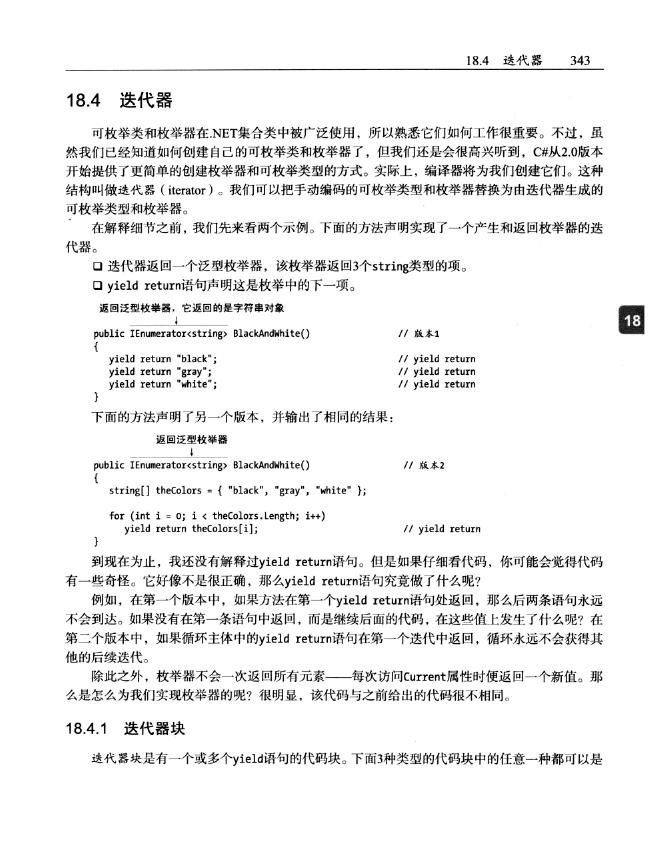 18.4 迭代器 343
18.4 迭代器
可枚举类和枚举器在.NET集合类中被广泛使用，所以熟悉它们如何工作很重要。不过，虽
然我们已经知道如何创建自己的可枚举类和枚举器了，但我们还是会很高兴听到，C#从2.0版本
开始提供了更简单的创建枚举器和可枚举类型的方式。实际上，编译器将为我们创建它们。这种
结构叫做迭代器（iterator）。我们可以把手动编码的可枚举类型和枚举器替换为由迭代器生成的
可枚举类型和枚举器。
在解释细节之前，我们先来看两个示例。下面的方法声明实现了一个产生和返回枚举器的迭
代器。
❑ 迭代器返回一个泛型枚举器，该枚举器返回3个string类型的项。
❑ yield return语句声明这是枚举中的下一项。
返回泛型枚举器，它返回的是字符串对象
↓
public IEnumerator<string> BlackAndWhite() // 版本1
{
yield return "black"; // yield return
yield return "gray"; // yield return
yield return "white"; // yield return
}
18
下面的方法声明了另一个版本，并输出了相同的结果：
返回泛型枚举器
↓
public IEnumerator<string> BlackAndWhite() // 版本2
{
string[] theColors = { "black", "gray", "white" };
for (int i = 0; i < theColors.Length; i++)
yield return theColors[i]; // yield return
}
到现在为止，我还没有解释过yield return语句。但是如果仔细看代码，你可能会觉得代码
有一些奇怪。它好像不是很正确，那么yield return语句究竟做了什么呢？
例如，在第一个版本中，如果方法在第一个yield return语句处返回，那么后两条语句永远
不会到达。如果没有在第一条语句中返回，而是继续后面的代码，在这些值上发生了什么呢？在
第二个版本中，如果循环主体中的yield return语句在第一个迭代中返回，循环永远不会获得其
他的后续迭代。
除此之外，枚举器不会一次返回所有元素——每次访问Current属性时便返回一个新值。那
么是怎么为我们实现枚举器的呢？很明显，该代码与之前给出的代码很不相同。
18.4.1 迭代器块
迭代器块是有一个或多个yield语句的代码块。下面3种类型的代码块中的任意一种都可以是